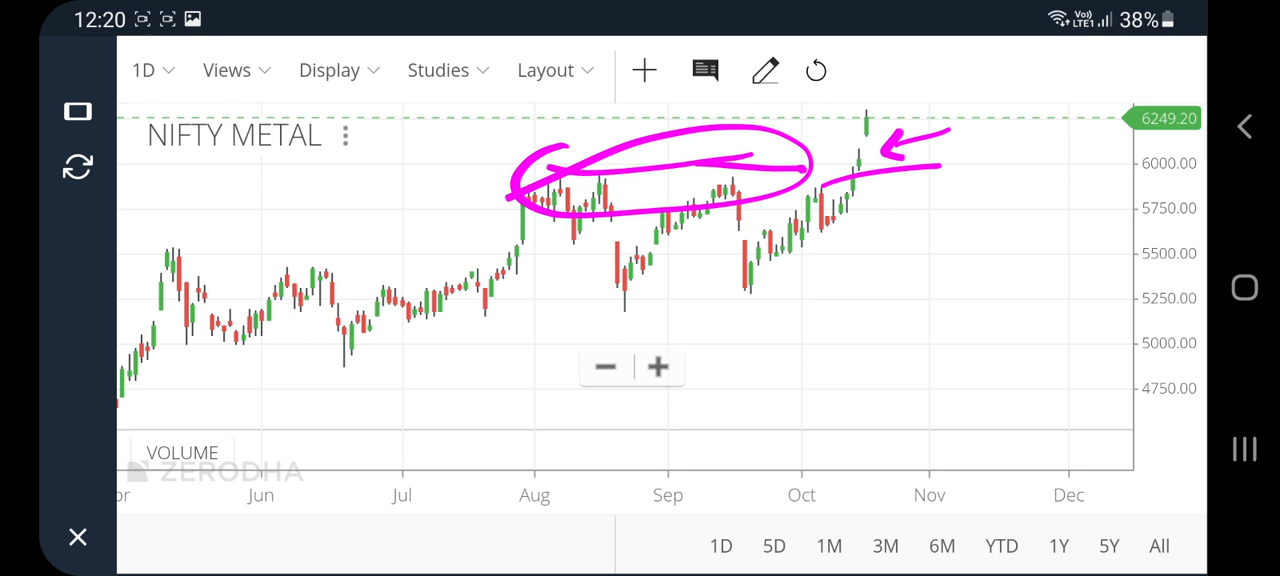 12:20 Vo) LTE1 38%
1D Views Display Studies Layout
NIFTY METAL
6249.20
6000.00
5750.00
5500.00
5250.00
5000.00
4750.00
VOLUME
ZERODHA
Jun Jul Aug Sep Oct Nov Dec
1D 5D 1M 3M 6M YTD 1Y 5Y All